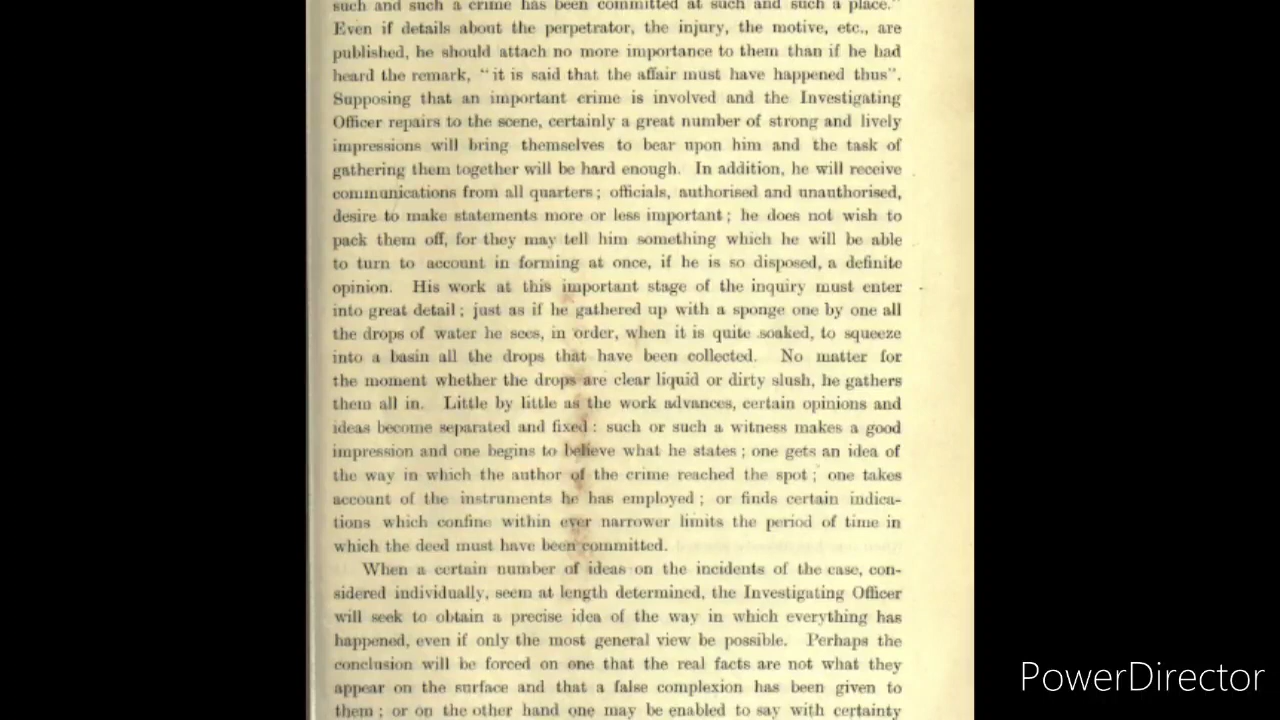 such and such a crime has been committed at such and such a place."
Even if details about the perpetrator, the injury, the motive, etc., are
published, he should attach no more importance to them than if he had
heard the remark, "it is said that the affair must have happened thus".
Supposing that an important crime is involved and the Investigating
Officer repairs to the scene, certainly a great number of strong and lively
impressions will bring themselves to bear upon him and the task of
gathering them together will be hard enough. In addition, he will receive
communications from all quarters; officials, authorised and unauthorised,
desire to make statements more or less important; he does not wish to
pack them off, for they may tell him something which he will be able
to turn to account in forming at once, if he is so disposed, a definite
opinion. His work at this important stage of the inquiry must enter
into great detail; just as if he gathered up with a sponge one by one all
the drops of water he sees, in order, when it is quite soaked, to squeeze
into a basin all the drops that have been collected. No matter for
the moment whether the drops are clear liquid or dirty slush, he gathers
them all in. Little by little as the work advances, certain opinions and
ideas become separated and fixed: such or such a witness makes a good
impression and one begins to believe what he states; one gets an idea of
the way in which the author of the crime reached the spot; one takes
account of the instruments he has employed; or finds certain indica-
tions which confine within ever narrower limits the period of time in
which the deed must have been committed.
When a certain number of ideas on the incidents of the case, con-
sidered individually, seem at length determined, the Investigating Officer
will seek to obtain a precise idea of the way in which everything has
happened, even if only the most general view be possible. Perhaps the
conclusion will be forced on one that the real facts are not what they
appear on the surface and that a false complexion has been given to
them; or on the other hand one may be enabled to say with certainty
PowerDirector